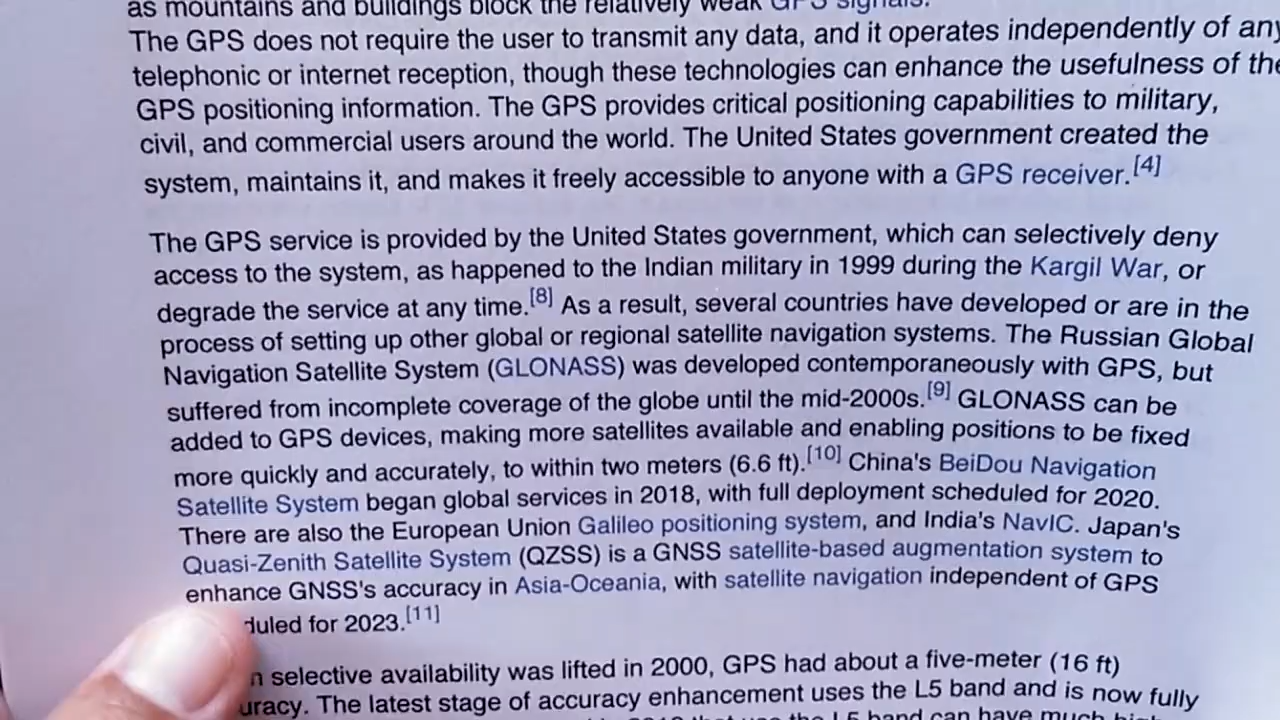 as mountains and buildings block the relatively weak GPS signals.
The GPS does not require the user to transmit any data, and it operates independently of any
telephonic or internet reception, though these technologies can enhance the usefulness of the
GPS positioning information. The GPS provides critical positioning capabilities to military,
civil, and commercial users around the world. The United States government created the
system, maintains it, and makes it freely accessible to anyone with a GPS receiver.[4]
The GPS service is provided by the United States government, which can selectively deny
access to the system, as happened to the Indian military in 1999 during the Kargil War, or
degrade the service at any time.[8] As a result, several countries have developed or are in the
process of setting up other global or regional satellite navigation systems. The Russian Global
Navigation Satellite System (GLONASS) was developed contemporaneously with GPS, but
suffered from incomplete coverage of the globe until the mid-2000s.[9] GLONASS can be
added to GPS devices, making more satellites available and enabling positions to be fixed
more quickly and accurately, to within two meters (6.6 ft).[10] China's BeiDou Navigation
Satellite System began global services in 2018, with full deployment scheduled for 2020.
There are also the European Union Galileo positioning system, and India's NavIC. Japan's
Quasi-Zenith Satellite System (QZSS) is a GNSS satellite-based augmentation system to
enhance GNSS's accuracy in Asia-Oceania, with satellite navigation independent of GPS
duled for 2023.[11]
n selective availability was lifted in 2000, GPS had about a five-meter (16 ft)
uracy. The latest stage of accuracy enhancement uses the L5 band and is now fully
the L5 band can have much